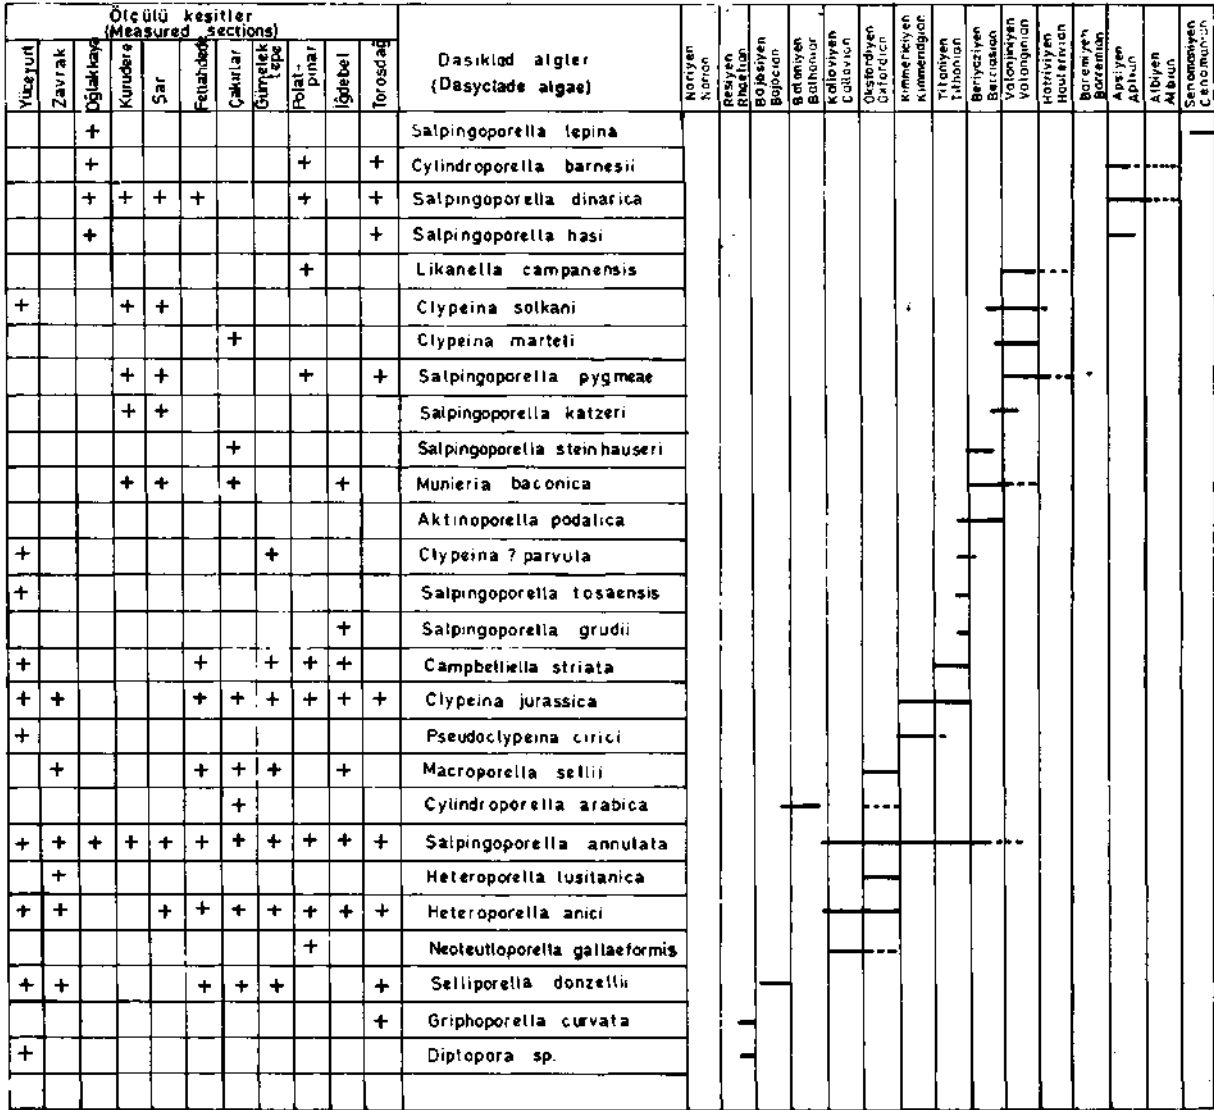 Ölçülü kesitler
(Measured sections)
Yüceyurt
Zavrak
Oğlakkaya
Kurudere
Sar
Fettahdede
Çakırlar
Gümelek tepe
Polat-pınar
Iğdebel
Torosdağ
Dasiklad algler
(Dasyclade algae)
Noriyen
Norian
Resiyen
Rhaetian
Bajosiyen
Bajocian
Batoniyen
Bathonian
Kalloviyen
Callovian
Oksfordiyen
Oxfordian
Kimmericiyen
Kimmeridgian
Titoniyen
Tithonian
Beriyaziyen
Berriasian
Valanjiniyen
Valanginian
Hotriviyen
Hauterivian
Baremiyen
Barremian
Apsiyen
Aptian
Albiyen
Albian
Senomaniyen
Cenomanian
+ Salpingoporella lepina
+ + + Cylindroporella barnesii
+ + + + + + Salpingoporella dinarica
+ + Salpingoporella hasi
+ Likanella campanensis
+ + + Clypeina solkani
+ Clypeina marteli
+ + + + Salpingoporella pygmeae
+ + Salpingoporella katzeri
+ Salpingoporella steinhauseri
+ + + + Munieria baconica
Aktinoporella podalica
+ + Clypeina ? parvula
+ Salpingoporella tosaensis
+ Salpingoporella grudii
+ + + + + Campbelliella striata
+ + + + + + + + Clypeina jurassica
+ Pseudoclypeina cirici
+ + + + + Macroporella sellii
+ Cylindroporella arabica
+ + + + + + + + + + + Salpingoporella annulata
+ Heteroporella lusitanica
+ + + + + + + + + Heteroporella anici
+ Neoteutloporella gallaeformis
+ + + + + + Selliporella donzellii
+ Griphoporella curvata
+ Diplopora sp.